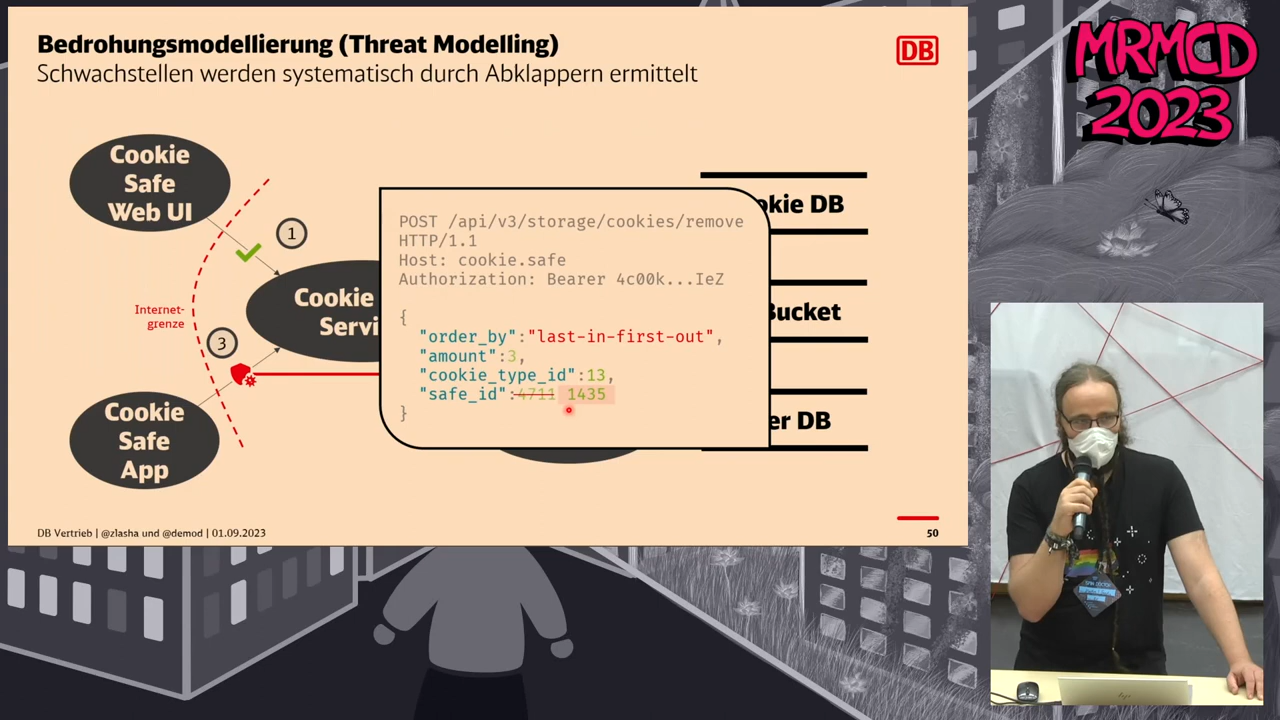 Bedrohungsmodellierung (Threat Modelling)
Schwachstellen werden systematisch durch Abklappern ermittelt
DB
MRMCD
2023
Cookie
Safe
Web UI
1
Internet-
grenze
3
Cookie
Servi
Cookie
Safe
App
POST /api/v3/storage/cookies/remove
HTTP/1.1
Host: cookie.safe
Authorization: Bearer 4c00k...IeZ
{
"order_by":"last-in-first-out",
"amount":3,
"cookie_type_id":13,
"safe_id":4711 1435
}
okie DB
Bucket
er DB
DB Vertrieb | @zlasha und @demod | 01.09.2023
50